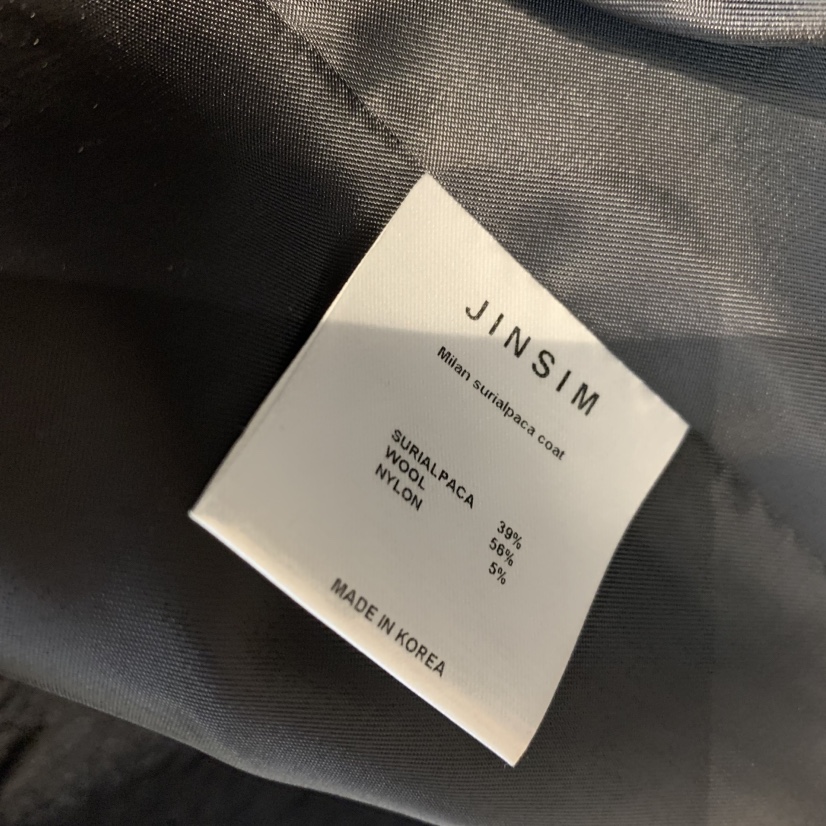 JINSIM
Milan surialpaca coat
SURIALPACA 39%
WOOL 56%
NYLON 5%
MADE IN KOREA